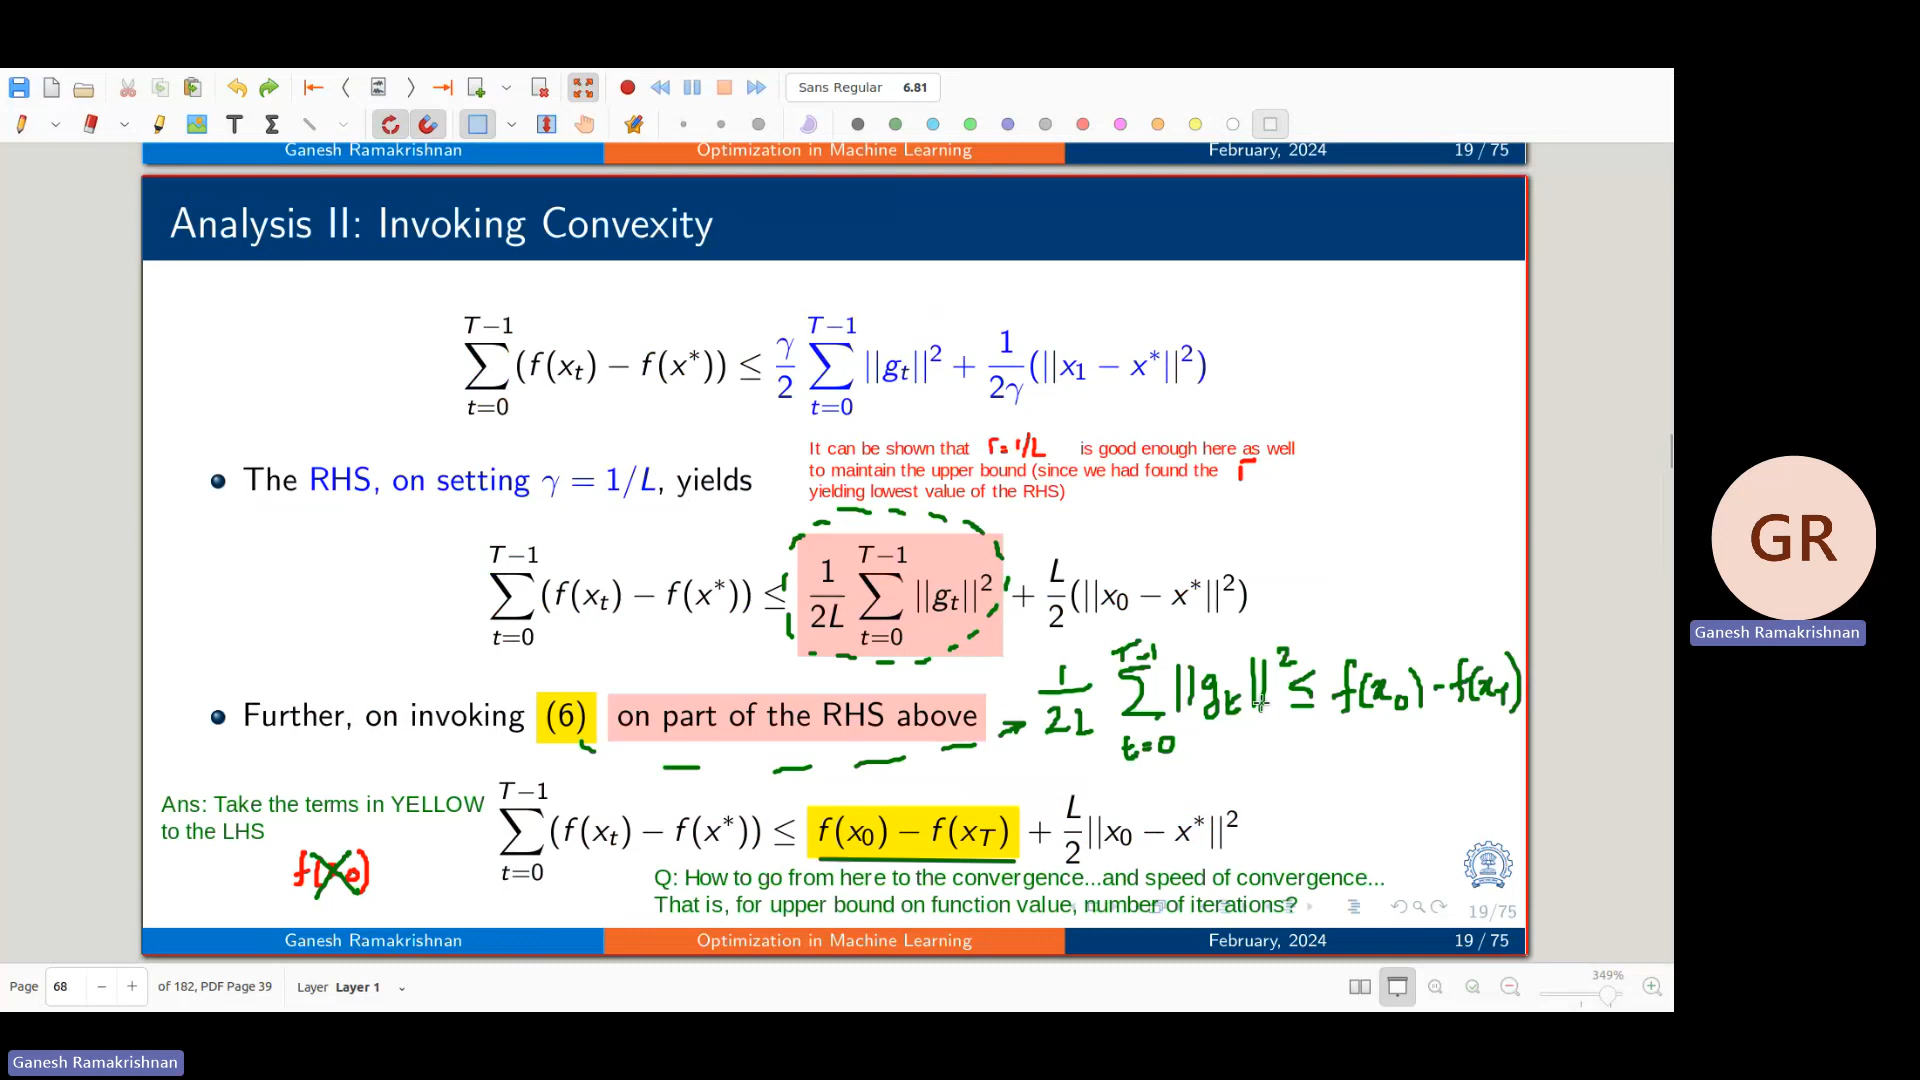 Sans Regular 6.81
Ganesh Ramakrishnan Optimization in Machine Learning February, 2024 19 / 75
Analysis II: Invoking Convexity
T−1 ∑ t=0 (f(x_t) − f(x*)) ≤ γ/2 T−1 ∑ t=0 ||g_t||² + 1/2γ (||x_1 − x*||²)
It can be shown that r=1/L is good enough here as well
to maintain the upper bound (since we had found the r
yielding lowest value of the RHS)
• The RHS, on setting γ = 1/L, yields
T−1 ∑ t=0 (f(x_t) − f(x*)) ≤ 1/2L T−1 ∑ t=0 ||g_t||² + L/2 (||x_0 − x*||²)
1/2L T−1 ∑ t=0 ||g_t||² ≤ f(x_0) - f(x_T)
• Further, on invoking (6) on part of the RHS above
Ans: Take the terms in YELLOW
to the LHS
T−1 ∑ t=0 (f(x_t) − f(x*)) ≤ f(x_0) − f(x_T) + L/2 ||x_0 − x*||²
Q: How to go from here to the convergence...and speed of convergence...
That is, for upper bound on function value, number of iterations?
19/75
Ganesh Ramakrishnan Optimization in Machine Learning February, 2024 19 / 75
Page 68 of 182, PDF Page 39 Layer Layer 1 349%
GR
Ganesh Ramakrishnan
Ganesh Ramakrishnan